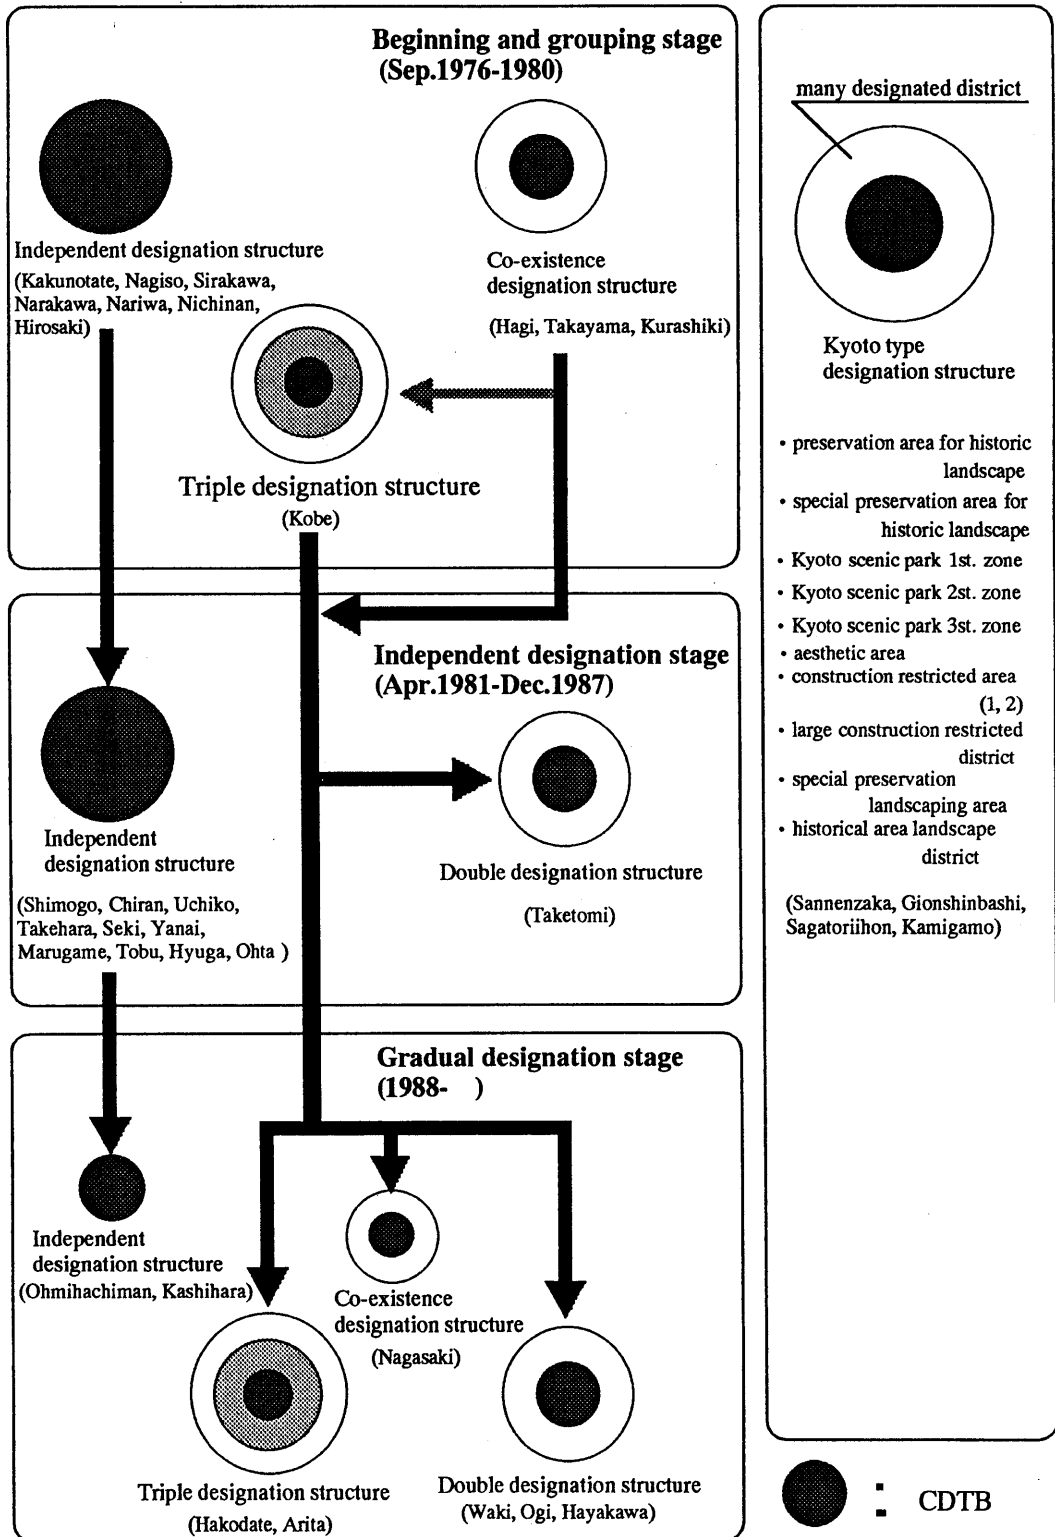 Beginning and grouping stage
(Sep.1976-1980)
Independent designation structure
(Kakunotate, Nagiso, Sirakawa,
Narakawa, Nariwa, Nichinan,
Hirosaki)
Co-existence
designation structure
(Hagi, Takayama, Kurashiki)
Triple designation structure
(Kobe)
Independent designation stage
(Apr.1981-Dec.1987)
Independent
designation structure
(Shimogo, Chiran, Uchiko,
Takehara, Seki, Yanai,
Marugame, Tobu, Hyuga, Ohta )
Double designation structure
(Taketomi)
Gradual designation stage
(1988-   )
Independent
designation structure
(Ohmihachiman, Kashihara)
Co-existence
designation structure
(Nagasaki)
Triple designation structure
(Hakodate, Arita)
Double designation structure
(Waki, Ogi, Hayakawa)
many designated district
Kyoto type
designation structure
• preservation area for historic
landscape
• special preservation area for
historic landscape
• Kyoto scenic park 1st. zone
• Kyoto scenic park 2st. zone
• Kyoto scenic park 3st. zone
• aesthetic area
• construction restricted area
(1, 2)
• large construction restricted
district
• special preservation
landscaping area
• historical area landscape
district
(Sannenzaka, Gionshinbashi,
Sagatoriihon, Kamigamo)
: CDTB